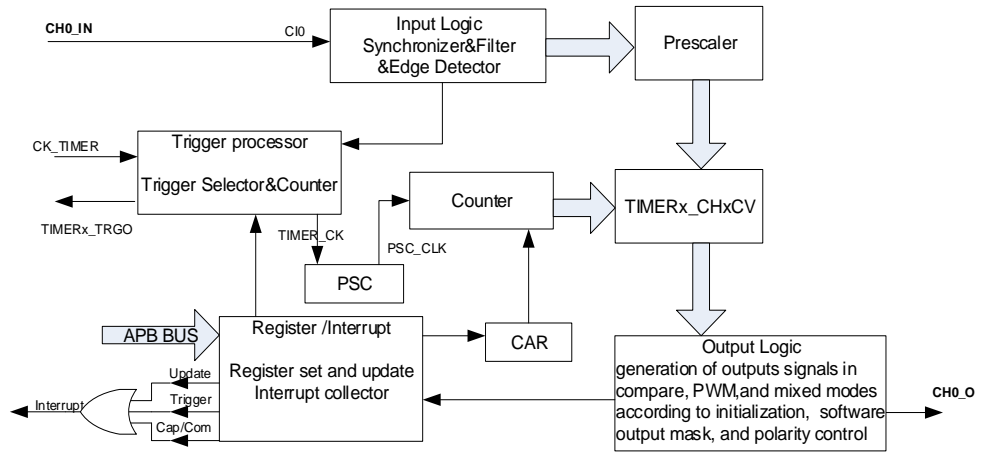 CH0_IN
CI0
Input Logic
Synchronizer&Filter
&Edge Detector
Prescaler
CK_TIMER
Trigger processor
Trigger Selector&Counter
TIMERx_TRGO
TIMER_CK
PSC_CLK
Counter
TIMERx_CHxCV
PSC
APB BUS
Register /Interrupt
Register set and update
Interrupt collector
CAR
Output Logic
generation of outputs signals in
compare, PWM,and mixed modes
according to initialization, software
output mask, and polarity control
CH0_O
Update
Trigger
Cap/Com
Interrupt